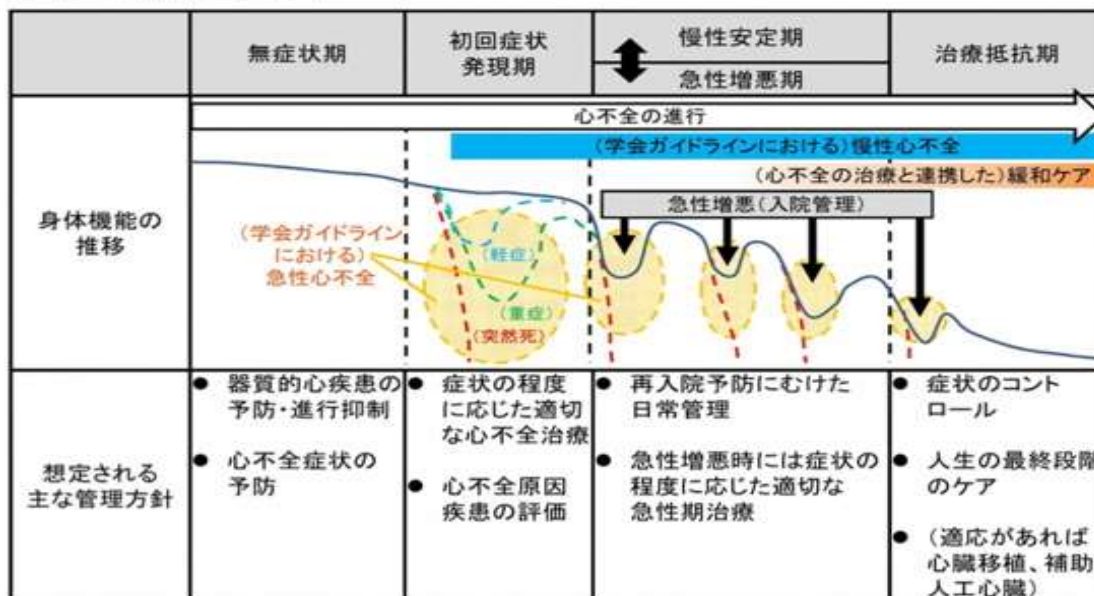 無症状期
初回症状
発現期
慢性安定期
急性増悪期
治療抵抗期
身体機能の
推移
心不全の進行
(学会ガイドラインにおける)慢性心不全
(心不全の治療と連携した)緩和ケア
急性増悪(入院管理)
(学会ガイドライン
における)
急性心不全
(軽症)
(重症)
(突然死)
想定される
主な管理方針
● 器質的心疾患の
予防・進行抑制
● 心不全症状の
予防
● 症状の程度
に応じた適切
な心不全治療
● 心不全原因
疾患の評価
● 再入院予防にむけた
日常管理
● 急性増悪時には症状の
程度に応じた適切な
急性期治療
● 症状のコント
ロール
● 人生の最終段階
のケア
● (適応があれば
心臓移植、補助
人工心臓)